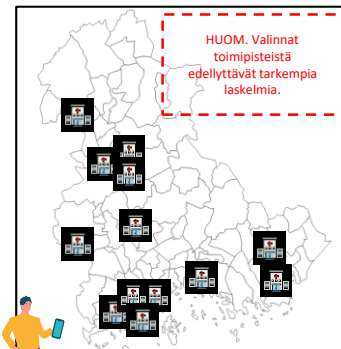 HUOM. Valinnat
toimipisteistä
edellyttävät tarkempia
laskelmia.